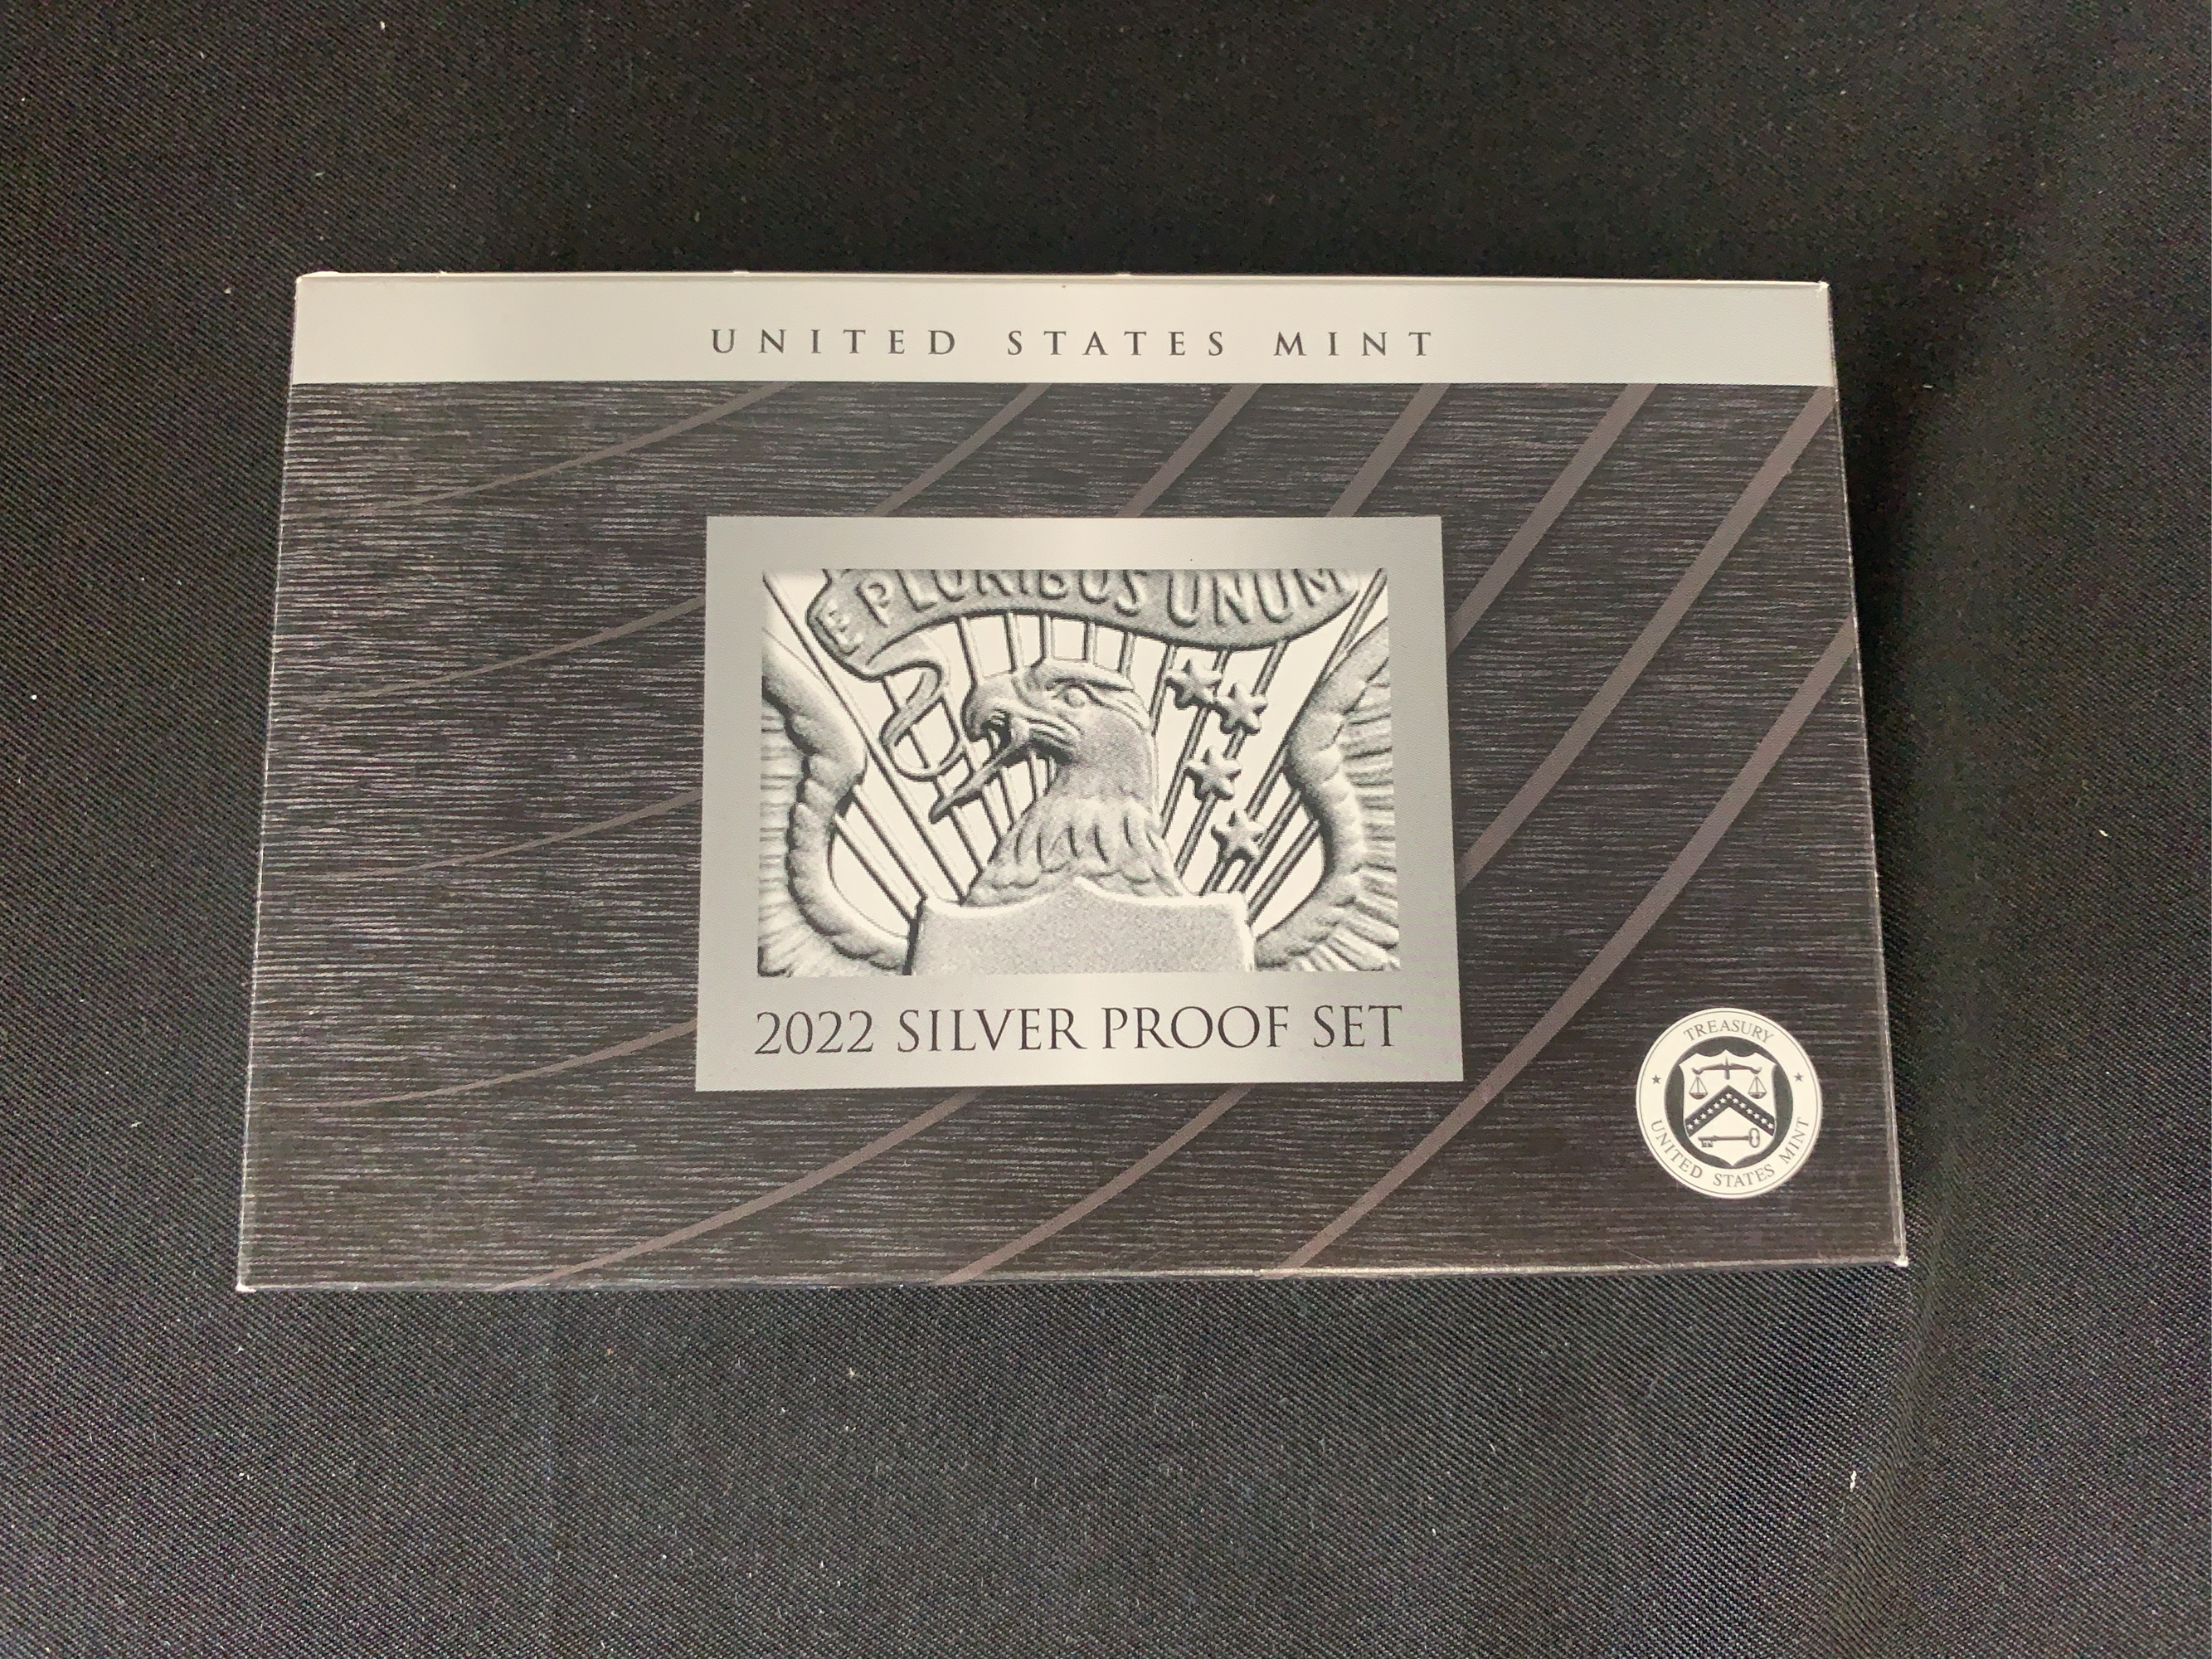 UNITED STATES MINT
E PLURIBUS UNUM
2022 SILVER PROOF SET
TREASURY
UNITED STATES MINT